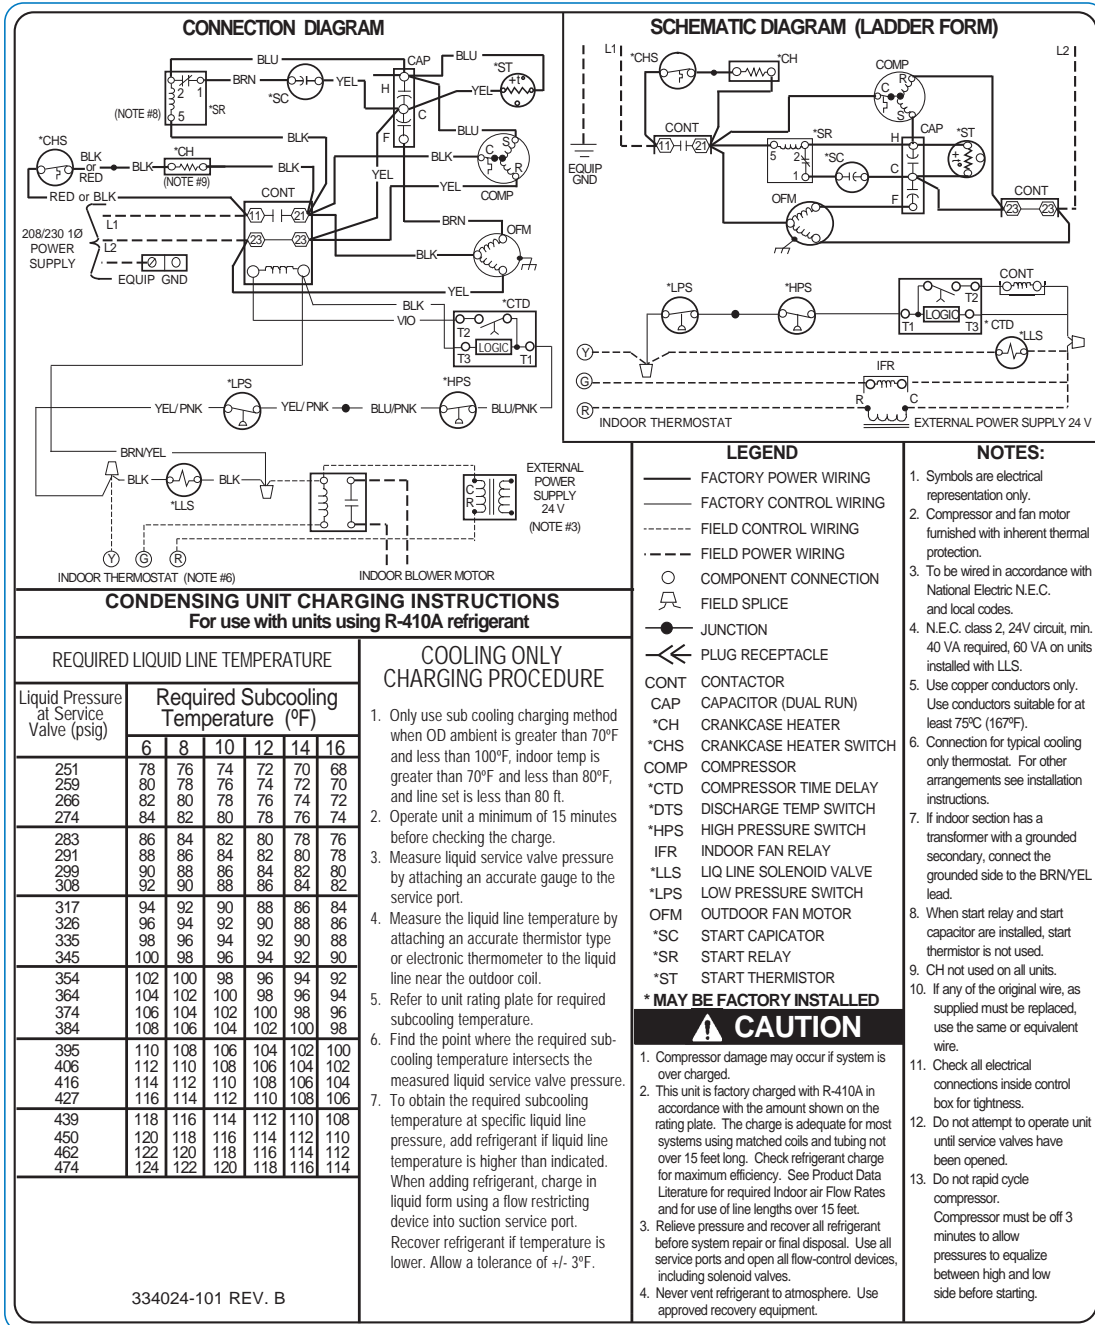 CONNECTION DIAGRAM
BLU
CAP
BLU
*ST
BRN
*SC
YEL
H
YEL
+t°
2 1
5
(NOTE #8)
*SR
C
F
BLU
BLK
*CHS
BLK
or
RED
BLK
*CH
(NOTE #9)
BLK
BLK
YEL
C
S
R
COMP
RED or BLK
CONT
YEL
11
21
L1
23
23
BRN
OFM
208/230 1Ø
POWER
SUPPLY
L2
BLK
EQUIP GND
YEL
BLK
*CTD
VIO
T2
LOGIC
T3
T1
*LPS
*HPS
YEL/PNK
YEL/PNK
BLU/PNK
BLU/PNK
BRN/YEL
BLK
BLK
*LLS
C
R
EXTERNAL
POWER
SUPPLY
24 V
(NOTE #3)
Y
G
R
INDOOR THERMOSTAT (NOTE #6)
INDOOR BLOWER MOTOR
SCHEMATIC DIAGRAM (LADDER FORM)
L1
*CHS
*CH
COMP
L2
R
C
S
CONT
11
21
*SR
5
2
1
*SC
H
CAP
*ST
C
F
EQUIP
GND
OFM
CONT
23
23
*LPS
*HPS
CONT
T2
T1
LOGIC
T3
* CTD
*LLS
Y
G
R
IFR
R
C
INDOOR THERMOSTAT
EXTERNAL POWER SUPPLY 24 V
CONDENSING UNIT CHARGING INSTRUCTIONS
For use with units using R-410A refrigerant
REQUIRED LIQUID LINE TEMPERATURE
Liquid Pressure
at Service
Valve (psig)
Required Subcooling
Temperature (ºF)
6 8 10 12 14 16
251 78 76 74 72 70 68
259 80 78 76 74 72 70
266 82 80 78 76 74 72
274 84 82 80 78 76 74
283 86 84 82 80 78 76
291 88 86 84 82 80 78
299 90 88 86 84 82 80
308 92 90 88 86 84 82
317 94 92 90 88 86 84
326 96 94 92 90 88 86
335 98 96 94 92 90 88
345 100 98 96 94 92 90
354 102 100 98 96 94 92
364 104 102 100 98 96 94
374 106 104 102 100 98 96
384 108 106 104 102 100 98
395 110 108 106 104 102 100
406 112 110 108 106 104 102
416 114 112 110 108 106 104
427 116 114 112 110 108 106
439 118 116 114 112 110 108
450 120 118 116 114 112 110
462 122 120 118 116 114 112
474 124 122 120 118 116 114
334024-101 REV. B
COOLING ONLY
CHARGING PROCEDURE
1. Only use sub cooling charging method
when OD ambient is greater than 70ºF
and less than 100ºF, indoor temp is
greater than 70ºF and less than 80ºF,
and line set is less than 80 ft.
2. Operate unit a minimum of 15 minutes
before checking the charge.
3. Measure liquid service valve pressure
by attaching an accurate gauge to the
service port.
4. Measure the liquid line temperature by
attaching an accurate thermistor type
or electronic thermometer to the liquid
line near the outdoor coil.
5. Refer to unit rating plate for required
subcooling temperature.
6. Find the point where the required sub-
cooling temperature intersects the
measured liquid service valve pressure.
7. To obtain the required subcooling
temperature at specific liquid line
pressure, add refrigerant if liquid line
temperature is higher than indicated.
When adding refrigerant, charge in
liquid form using a flow restricting
device into suction service port.
Recover refrigerant if temperature is
lower. Allow a tolerance of +/- 3ºF.
LEGEND
FACTORY POWER WIRING
FACTORY CONTROL WIRING
FIELD CONTROL WIRING
FIELD POWER WIRING
COMPONENT CONNECTION
FIELD SPLICE
JUNCTION
PLUG RECEPTACLE
CONT CONTACTOR
CAP CAPACITOR (DUAL RUN)
*CH CRANKCASE HEATER
*CHS CRANKCASE HEATER SWITCH
COMP COMPRESSOR
*CTD COMPRESSOR TIME DELAY
*DTS DISCHARGE TEMP SWITCH
*HPS HIGH PRESSURE SWITCH
IFR INDOOR FAN RELAY
*LLS LIQ LINE SOLENOID VALVE
*LPS LOW PRESSURE SWITCH
OFM OUTDOOR FAN MOTOR
*SC START CAPICATOR
*SR START RELAY
*ST START THERMISTOR
* MAY BE FACTORY INSTALLED
CAUTION
1. Compressor damage may occur if system is
over charged.
2. This unit is factory charged with R-410A in
accordance with the amount shown on the
rating plate. The charge is adequate for most
systems using matched coils and tubing not
over 15 feet long. Check refrigerant charge
for maximum efficiency. See Product Data
Literature for required Indoor air Flow Rates
and for use of line lengths over 15 feet.
3. Relieve pressure and recover all refrigerant
before system repair or final disposal. Use all
service ports and open all flow-control devices,
including solenoid valves.
4. Never vent refrigerant to atmosphere. Use
approved recovery equipment.
NOTES:
1. Symbols are electrical
representation only.
2. Compressor and fan motor
furnished with inherent thermal
protection.
3. To be wired in accordance with
National Electric N.E.C.
and local codes.
4. N.E.C. class 2, 24V circuit, min.
40 VA required, 60 VA on units
installed with LLS.
5. Use copper conductors only.
Use conductors suitable for at
least 75ºC (167ºF).
6. Connection for typical cooling
only thermostat. For other
arrangements see installation
instructions.
7. If indoor section has a
transformer with a grounded
secondary, connect the
grounded side to the BRN/YEL
lead.
8. When start relay and start
capacitor are installed, start
thermistor is not used.
9. CH not used on all units.
10. If any of the original wire, as
supplied must be replaced,
use the same or equivalent
wire.
11. Check all electrical
connections inside control
box for tightness.
12. Do not attempt to operate unit
until service valves have
been opened.
13. Do not rapid cycle
compressor.
Compressor must be off 3
minutes to allow
pressures to equalize
between high and low
side before starting.